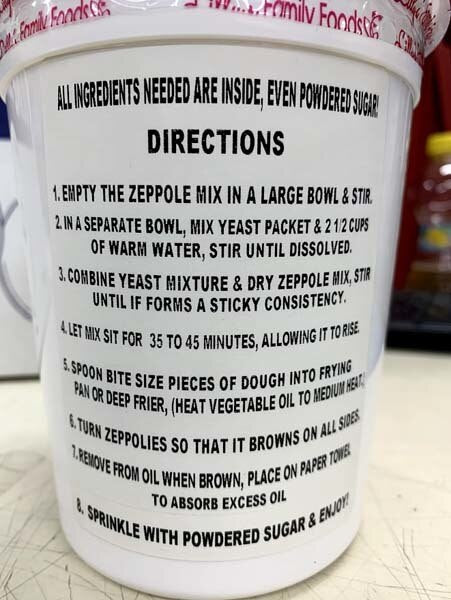 Family Foods
Family Foods
ALL INGREDIENTS NEEDED ARE INSIDE, EVEN POWDERED SUGAR!
DIRECTIONS
1. EMPTY THE ZEPPOLE MIX IN A LARGE BOWL & STIR.
2. IN A SEPARATE BOWL, MIX YEAST PACKET & 2 1/2 CUPS
OF WARM WATER, STIR UNTIL DISSOLVED.
3. COMBINE YEAST MIXTURE & DRY ZEPPOLE MIX, STIR
UNTIL IF FORMS A STICKY CONSISTENCY.
4. LET MIX SIT FOR 35 TO 45 MINUTES, ALLOWING IT TO RISE.
5. SPOON BITE SIZE PIECES OF DOUGH INTO FRYING
PAN OR DEEP FRIER, (HEAT VEGETABLE OIL TO MEDIUM HEAT.)
6. TURN ZEPPOLIES SO THAT IT BROWNS ON ALL SIDES.
7. REMOVE FROM OIL WHEN BROWN, PLACE ON PAPER TOWEL
TO ABSORB EXCESS OIL
8. SPRINKLE WITH POWDERED SUGAR & ENJOY!